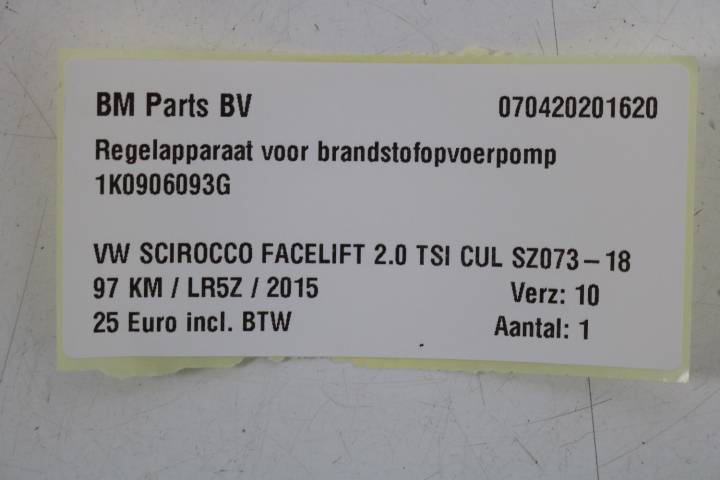 BM Parts BV 070420201620
Regelapparaat voor brandstofopvoerpomp
1K0906093G
VW SCIROCCO FACELIFT 2.0 TSI CUL SZ073-18
97 KM / LR5Z / 2015 Verz: 10
25 Euro incl. BTW Aantal: 1